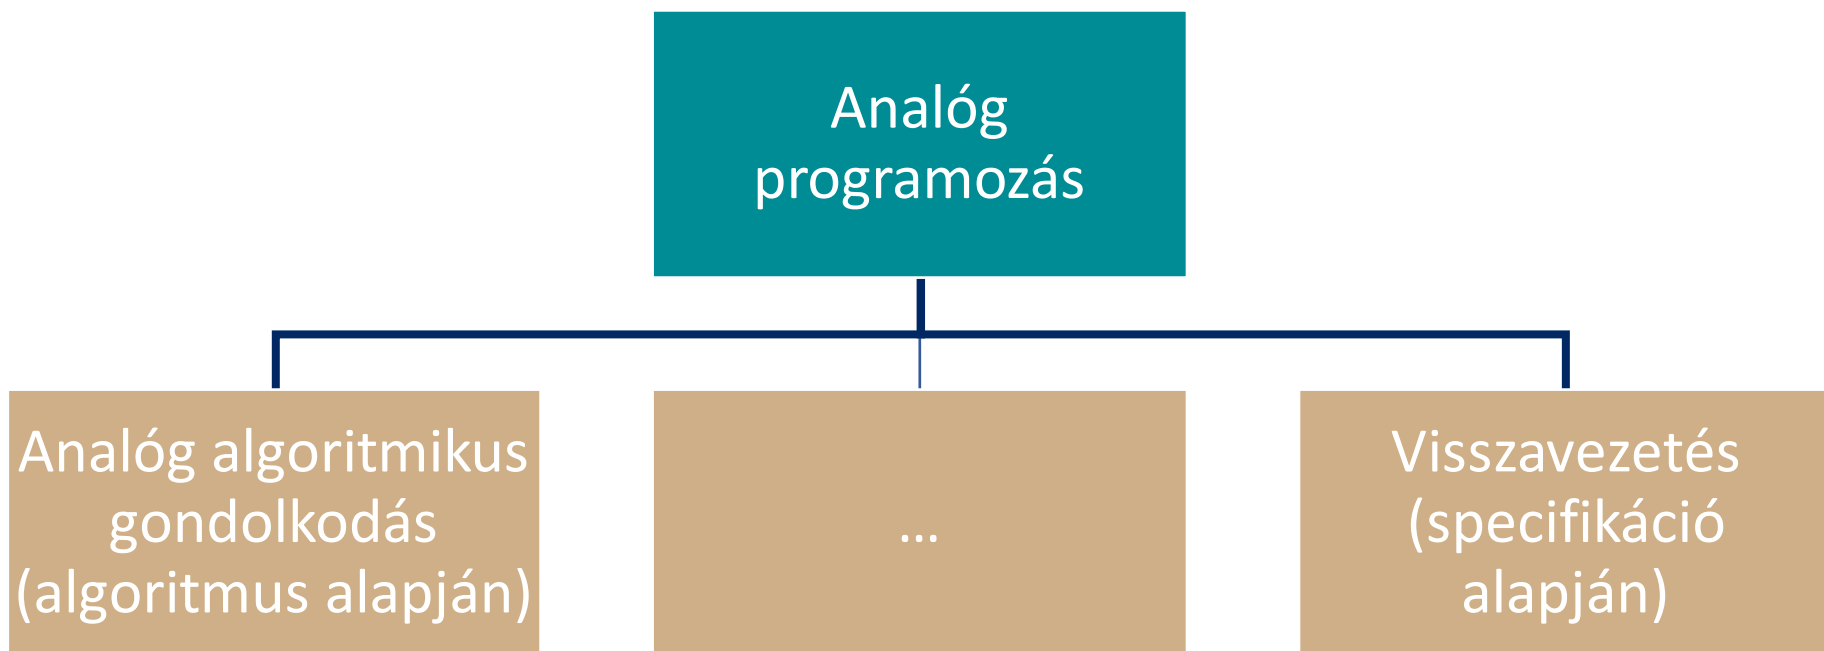 Analóg
programozás
Analóg algoritmikus
gondolkodás
(algoritmus alapján)
...
Visszavezetés
(specifikáció
alapján)